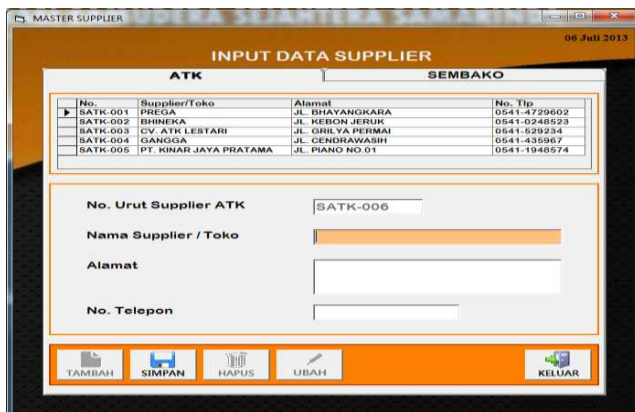 MASTER SUPPLIER
06 Juli 2013
INPUT DATA SUPPLIER
ATK SEMBAKO
No. Supplier/Toko Alamat No. Tlp
SATK-001 PREGA JL. BHAYANGKARA 0541-4729602
SATK-002 BHINEKA JL. KEBON JERUK 0541-0248523
SATK-003 CV. ATK LESTARI JL. GRILYA PERMAI 0541-529234
SATK-004 GANGGA JL. CENDRAWASIH 0541-435967
SATK-005 PT. KINAR JAYA PRATAMA JL. PIANO NO.01 0541-1948574
No. Urut Supplier ATK SATK-006
Nama Supplier / Toko
Alamat
No. Telepon
TAMBAH SIMPAN HAPUS UBAH KELUAR